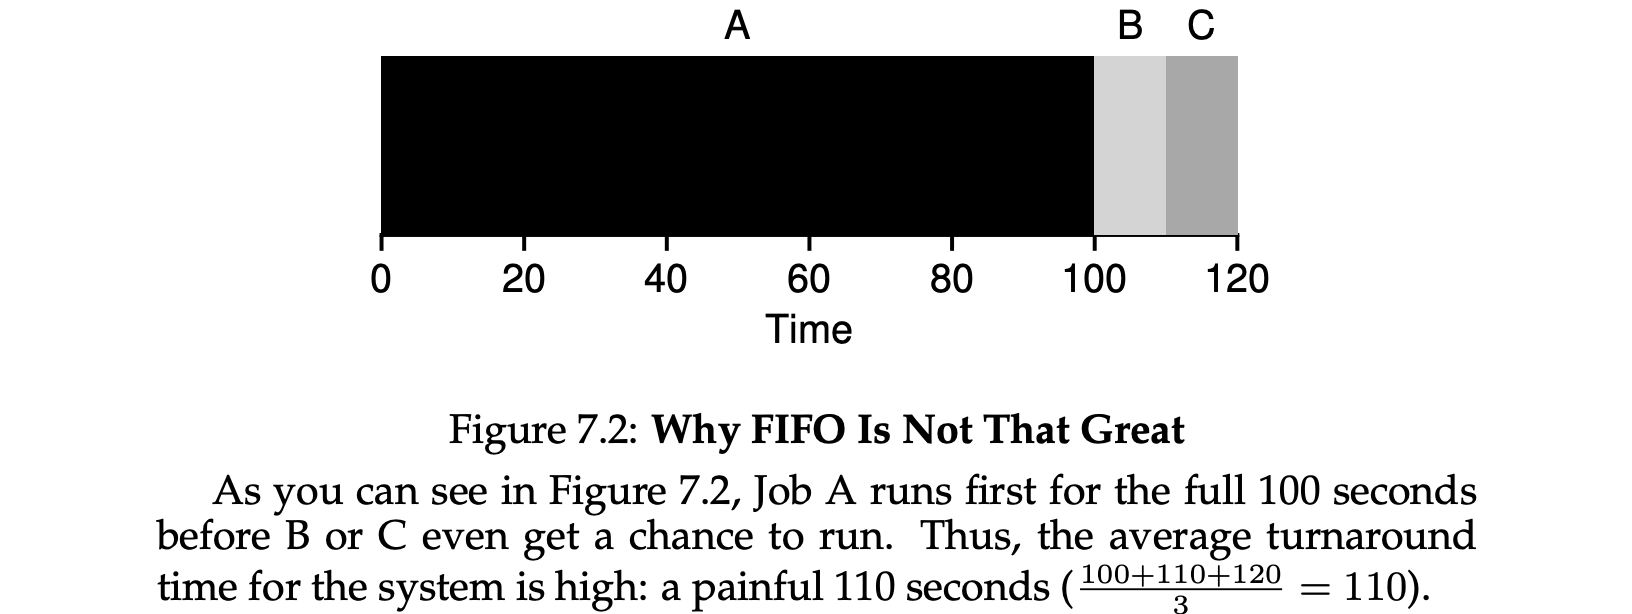 A B C
0 20 40 60 80 100 120
Time
Figure 7.2: Why FIFO Is Not That Great
As you can see in Figure 7.2, Job A runs first for the full 100 seconds
before B or C even get a chance to run. Thus, the average turnaround
time for the system is high: a painful 110 seconds (\frac{100+110+120}{3} = 110).